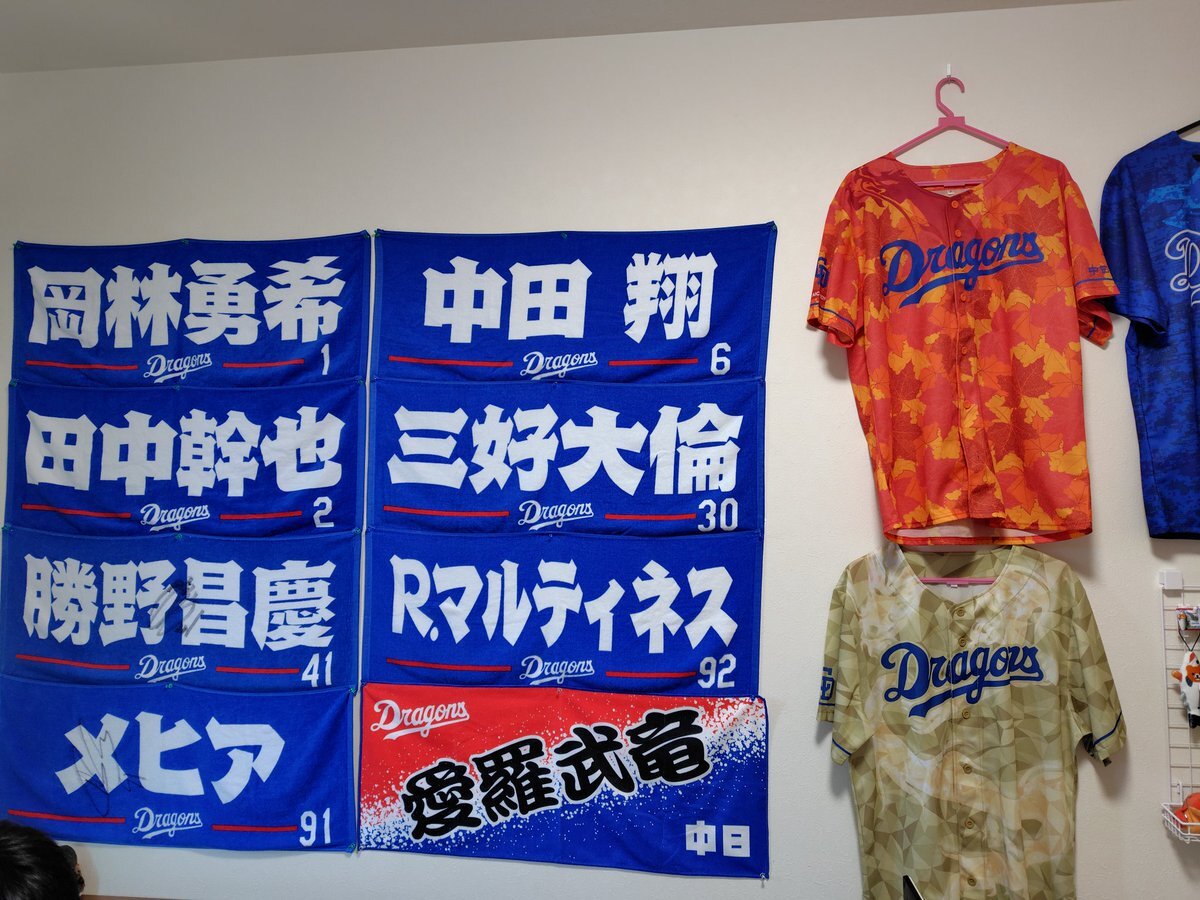 岡林勇希
Dragons
1
田中幹也
Dragons
2
勝野昌慶
Dragons
41
メヒア
Dragons
91
中田 翔
Dragons
6
三好大倫
Dragons
30
R.マルティネス
Dragons
92
Dragons
愛羅武竜
中日
Dragons
Dragons